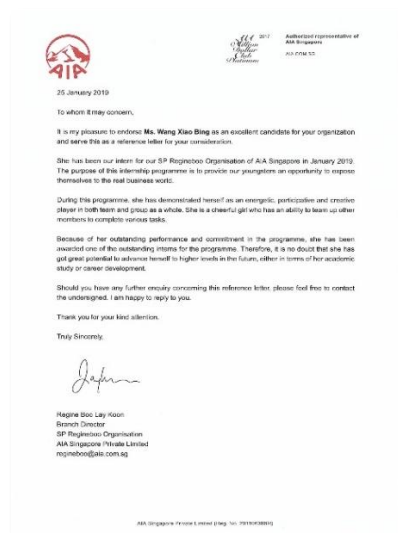 AIA
2017
AIA
Million
Dollar
Club
Platinum
Authorised representative of
AIA Singapore
AIA.COM.SG
25 January 2019
To whom it may concern,
It is my pleasure to endorse Ms. Wang Xiao Bing as an excellent candidate for your organization
and serve this as a reference letter for your consideration.
She has been our intern for our SP Regineboo Organisation of AIA Singapore in January 2019.
The purpose of this internship programme is to provide our youngsters an opportunity to expose
themselves to the real business world.
During this programme, she has demonstrated herself as an energetic, participative and creative
player in both team and group as a whole. She is a cheerful girl who has an ability to team up other
members to complete various tasks.
Because of her outstanding performance and commitment in the programme, she has been
awarded one of the outstanding interns for the programme. Therefore, it is no doubt that she has
got great potential to advance herself to higher levels in the future, either in terms of her academic
study or career development.
Should you have any further enquiry concerning this reference letter, please feel free to contact
the undersigned. I am happy to reply to you.
Thank you for your kind attention.
Truly Sincerely,
Regine Boo Lay Koon
Branch Director
SP Regineboo Organisation
AIA Singapore Private Limited
regineboo@aia.com.sg
AIA Singapore Private Limited (Reg. No.